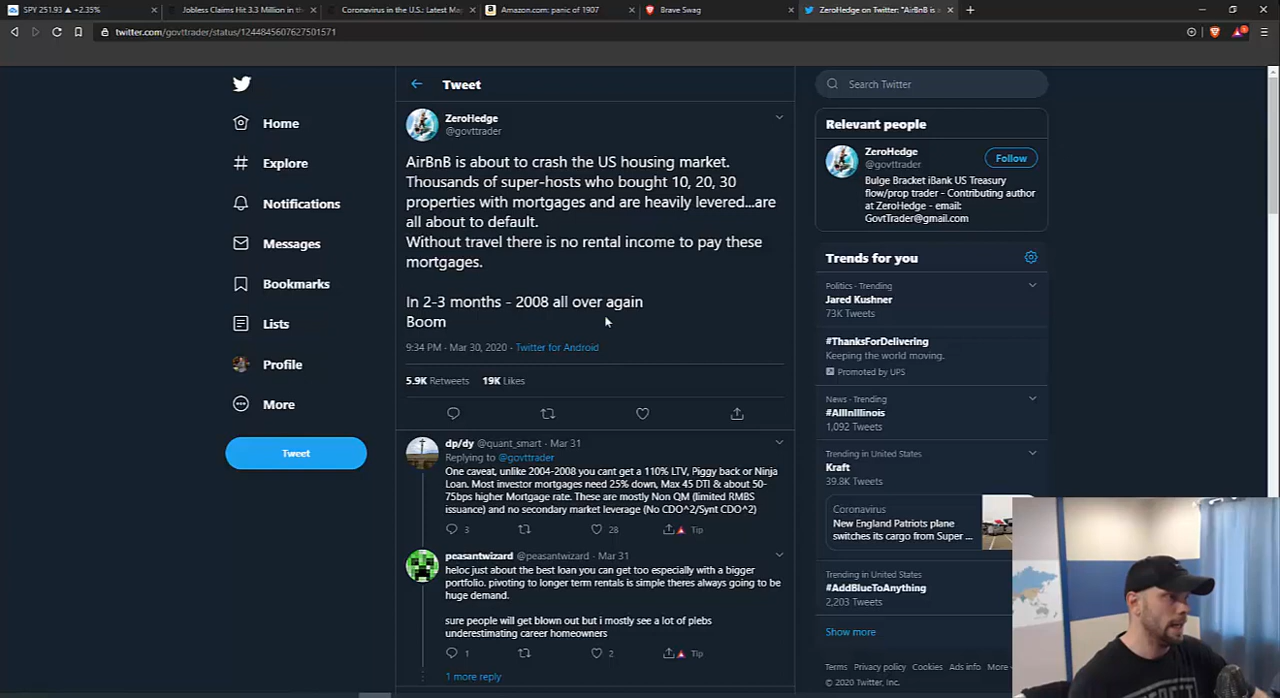 SPY 251.93 ▲ +2.35%
Jobless Claims Hit 3.3 Million in the
Coronavirus in the U.S.: Latest Ma
Amazon.com: panic of 1907
Brave Swag
ZeroHedge on Twitter: "AirBnB is a
twitter.com/govttrader/status/1244845607627501571
Home
Explore
Notifications
Messages
Bookmarks
Lists
Profile
More
Tweet
Tweet
ZeroHedge
@govttrader
AirBnB is about to crash the US housing market.
Thousands of super-hosts who bought 10, 20, 30
properties with mortgages and are heavily levered...are
all about to default.
Without travel there is no rental income to pay these
mortgages.
In 2-3 months - 2008 all over again
Boom
9:34 PM · Mar 30, 2020 · Twitter for Android
5.9K Retweets 19K Likes
dp/dy @quant_smart · Mar 31
Replying to @govttrader
One caveat, unlike 2004-2008 you cant get a 110% LTV, Piggy back or Ninja
Loan. Most investor mortgages need 25% down, Max 45 DTI & about 50-
75bps higher Mortgage rate. These are mostly Non QM (limited RMBS
issuance) and no secondary market leverage (No CDO^2/Synt CDO^2)
3 28 Tip
peasantwizard @peasantwizard · Mar 31
heloc just about the best loan you can get too especially with a bigger
portfolio. pivoting to longer term rentals is simple theres always going to be
huge demand.
sure people will get blown out but i mostly see a lot of plebs
underestimating career homeowners
1 2 Tip
1 more reply
Search Twitter
Relevant people
ZeroHedge
@govttrader
Follow
Bulge Bracket iBank US Treasury
flow/prop trader - Contributing author
at ZeroHedge - email:
GovtTrader@gmail.com
Trends for you
Politics · Trending
Jared Kushner
73K Tweets
#ThanksForDelivering
Keeping the world moving.
Promoted by UPS
News · Trending
#AllInIllinois
1,092 Tweets
Trending in United States
Kraft
39.8K Tweets
Coronavirus
New England Patriots plane
switches its cargo from Super ...
Trending in United States
#AddBlueToAnything
2,203 Tweets
Show more
Terms Privacy policy Cookies Ads info More
© 2020 Twitter, Inc.